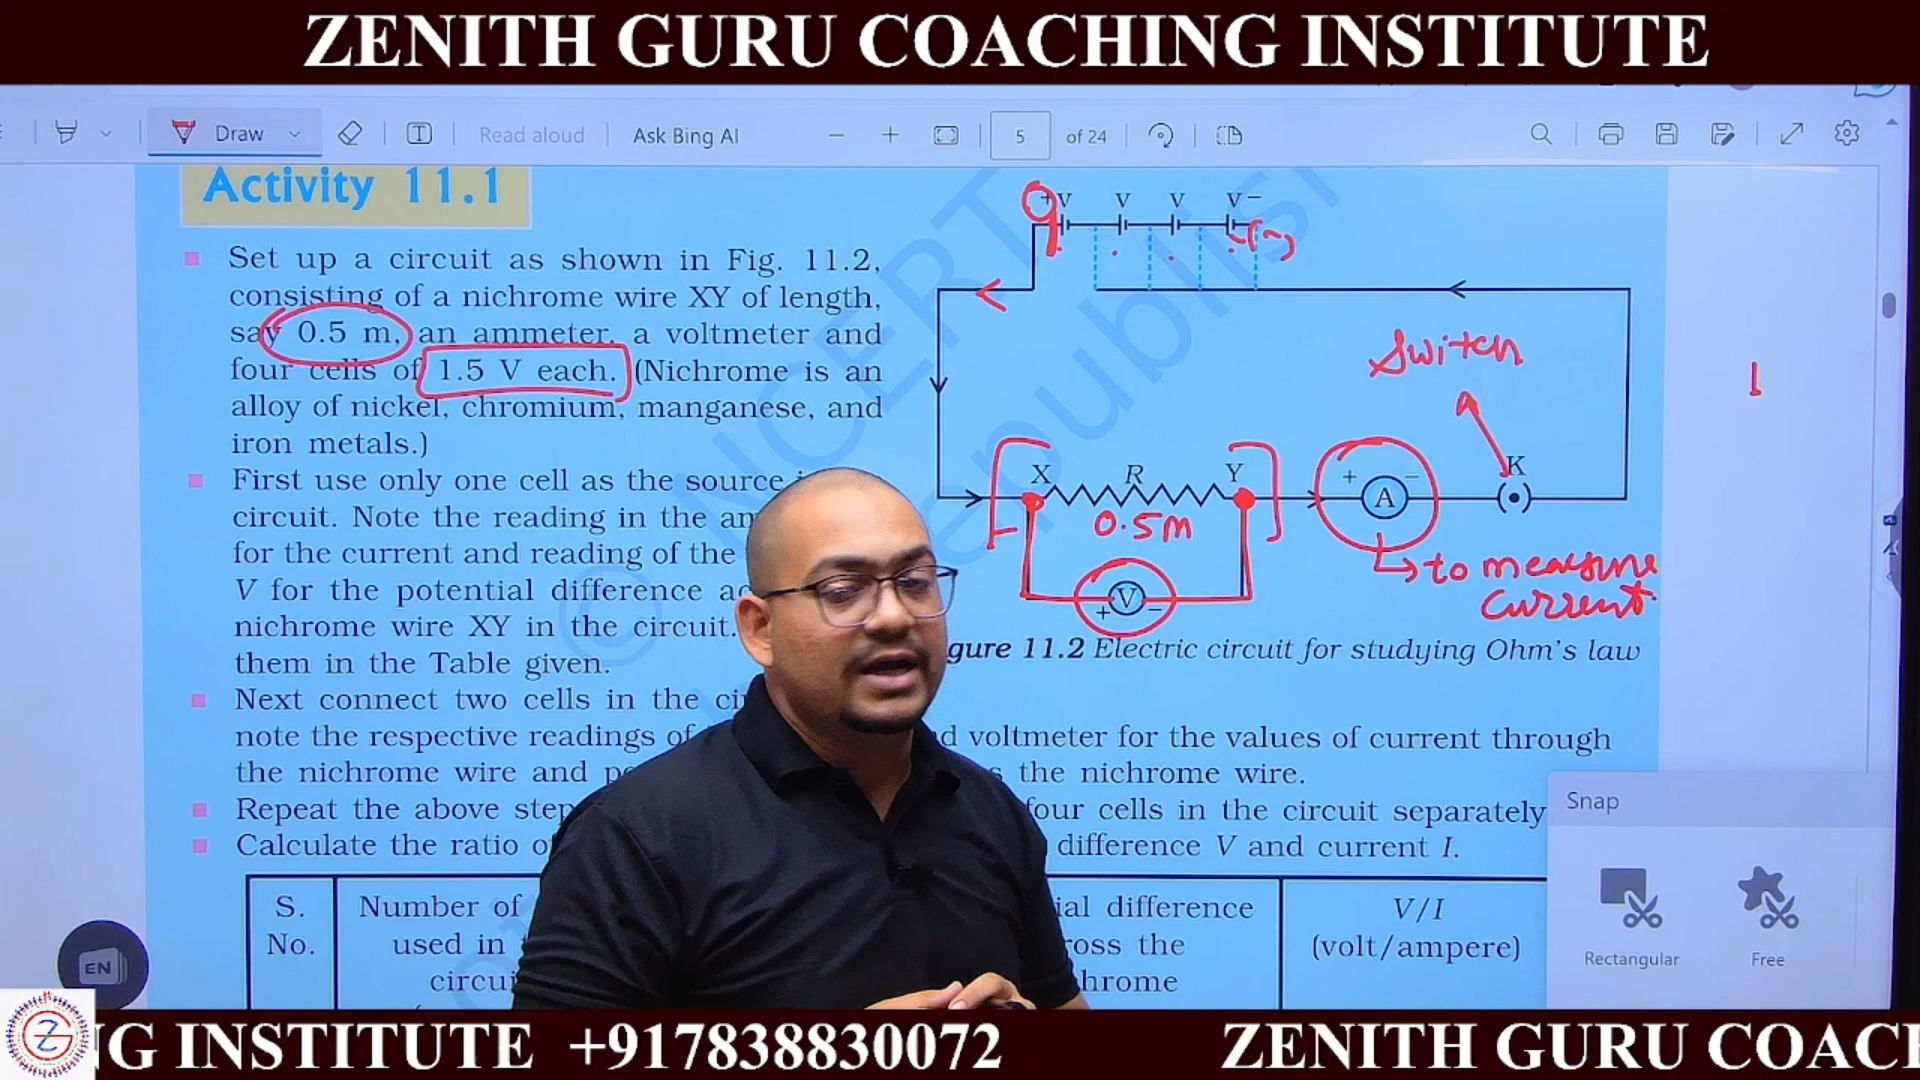 ZENITH GURU COACHING INSTITUTE
Draw
Read aloud
Ask Bing AI
5 of 24
Activity 11.1
Set up a circuit as shown in Fig. 11.2,
consisting of a nichrome wire XY of length,
say 0.5 m, an ammeter, a voltmeter and
four cells of 1.5 V each. (Nichrome is an
alloy of nickel, chromium, manganese, and
iron metals.)
First use only one cell as the source
circuit. Note the reading in the
for the current and reading of the
V for the potential difference
nichrome wire XY in the circuit.
them in the Table given.
Next connect two cells in the
note the respective readings of voltmeter for the values of current through
the nichrome wire and the nichrome wire.
Repeat the above four cells in the circuit separately
Calculate the ratio difference V and current I.
+V V V V−
Switch
K
X R Y
+ A −
0.5m
+ V −
to measure
current.
11.2 Electric circuit for studying Ohm's law
© NCERT
republis
S.
No.
Number of
used in
difference
the
V/I
(volt/ampere)
Snap
Rectangular
Free
EN
Z
NG INSTITUTE +917838830072 ZENITH GURU COAC